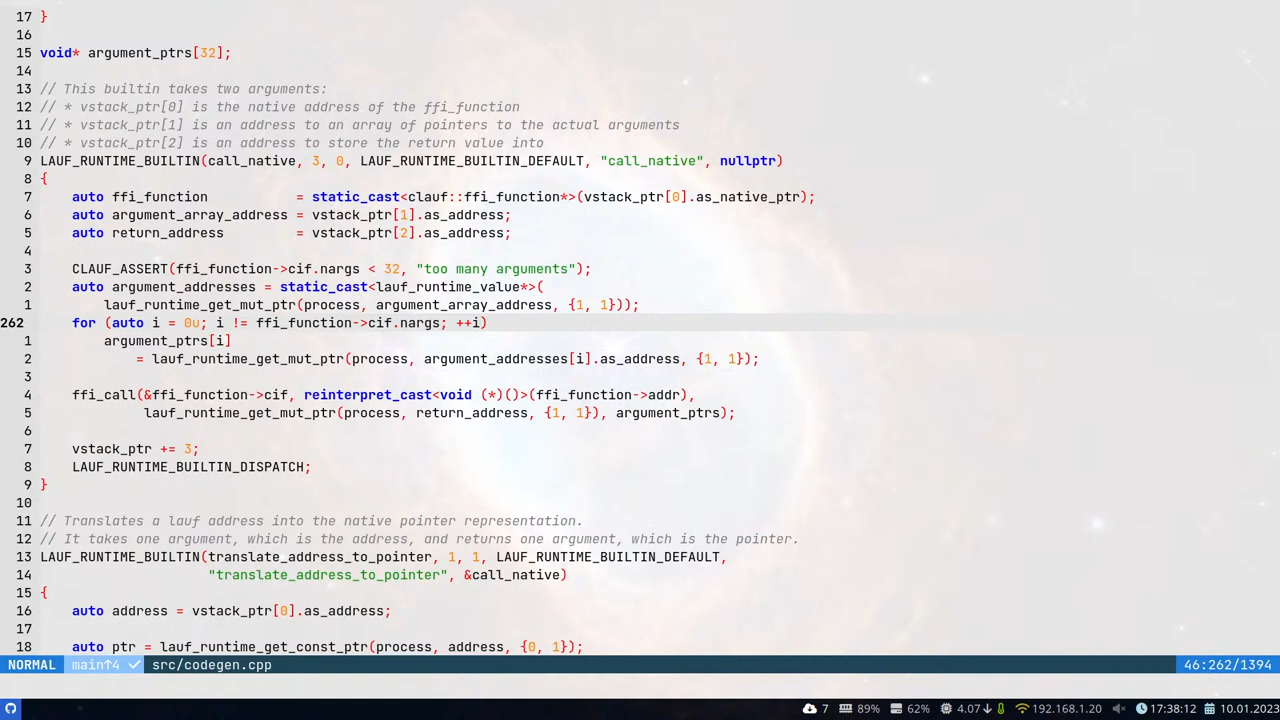 17 }
16
15 void* argument_ptrs[32];
14
13 // This builtin takes two arguments:
12 // * vstack_ptr[0] is the native address of the ffi_function
11 // * vstack_ptr[1] is an address to an array of pointers to the actual arguments
10 // * vstack_ptr[2] is an address to store the return value into
9 LAUF_RUNTIME_BUILTIN(call_native, 3, 0, LAUF_RUNTIME_BUILTIN_DEFAULT, "call_native", nullptr)
8 {
7     auto ffi_function           = static_cast<clauf::ffi_function*>(vstack_ptr[0].as_native_ptr);
6     auto argument_array_address = vstack_ptr[1].as_address;
5     auto return_address         = vstack_ptr[2].as_address;
4
3     CLAUF_ASSERT(ffi_function->cif.nargs < 32, "too many arguments");
2     auto argument_addresses = static_cast<lauf_runtime_value*>(
1         lauf_runtime_get_mut_ptr(process, argument_array_address, {1, 1}));
262     for (auto i = 0u; i != ffi_function->cif.nargs; ++i)
1         argument_ptrs[i]
2             = lauf_runtime_get_mut_ptr(process, argument_addresses[i].as_address, {1, 1});
3
4     ffi_call(&ffi_function->cif, reinterpret_cast<void (*)()>(ffi_function->addr),
5              lauf_runtime_get_mut_ptr(process, return_address, {1, 1}), argument_ptrs);
6
7     vstack_ptr += 3;
8     LAUF_RUNTIME_BUILTIN_DISPATCH;
9 }
10
11 // Translates a lauf address into the native pointer representation.
12 // It takes one argument, which is the address, and returns one argument, which is the pointer.
13 LAUF_RUNTIME_BUILTIN(translate_address_to_pointer, 1, 1, LAUF_RUNTIME_BUILTIN_DEFAULT,
14                      "translate_address_to_pointer", &call_native)
15 {
16     auto address = vstack_ptr[0].as_address;
17
18     auto ptr = lauf_runtime_get_const_ptr(process, address, {0, 1});
NORMAL main↑4 ✓ src/codegen.cpp 46:262/1394
7 89% 62% 4.07↓ 192.168.1.20 17:38:12 10.01.2023